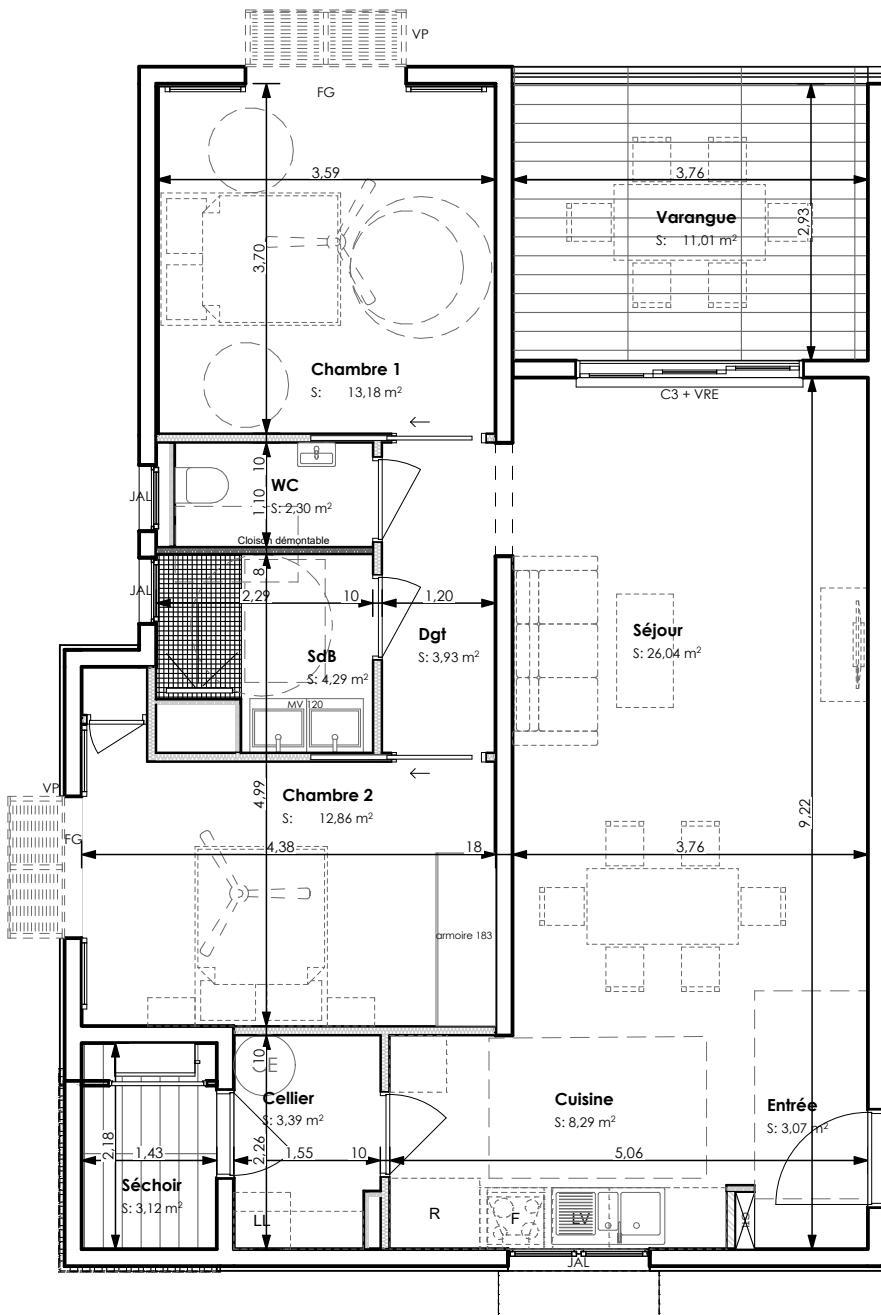 VP
FG
3,59
3,76
Varangue
S: 11,01 m²
2,93
3,70
Chambre 1
S: 13,18 m²
C3 + VRE
10
WC
S: 2,30 m²
1,10
JAL
Cloison démontable
JAL
8
2,29
10
1,20
Dgt
S: 3,93 m²
Séjour
S: 26,04 m²
SdB
S: 4,29 m²
MV 120
VP
4,99
Chambre 2
S: 12,86 m²
9,22
FG
4,38
18
3,76
armoire 183
10
CE
Cellier
S: 3,39 m²
Cuisine
S: 8,29 m²
Entrée
S: 3,07 m²
2,18
1,43
2,26
1,55
10
5,06
Séchoir
S: 3,12 m²
LL
R
F
LV
JAL